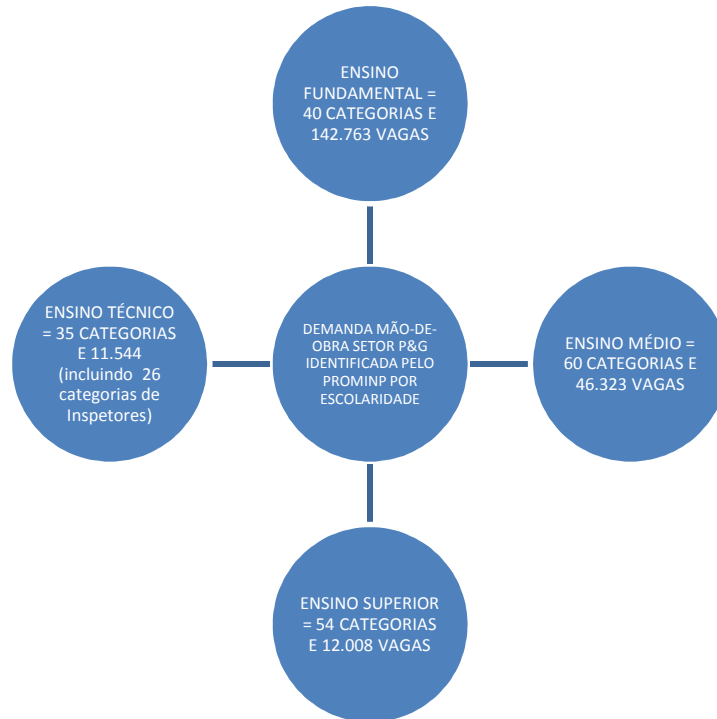 ENSINO
FUNDAMENTAL =
40 CATEGORIAS E
142.763 VAGAS
ENSINO TÉCNICO
= 35 CATEGORIAS
E 11.544
(incluindo 26
categorias de
Inspetores)
DEMANDA MÃO-DE-
OBRA SETOR P&G
IDENTIFICADA PELO
PROMINP POR
ESCOLARIDADE
ENSINO MÉDIO =
60 CATEGORIAS E
46.323 VAGAS
ENSINO SUPERIOR
= 54 CATEGORIAS
E 12.008 VAGAS